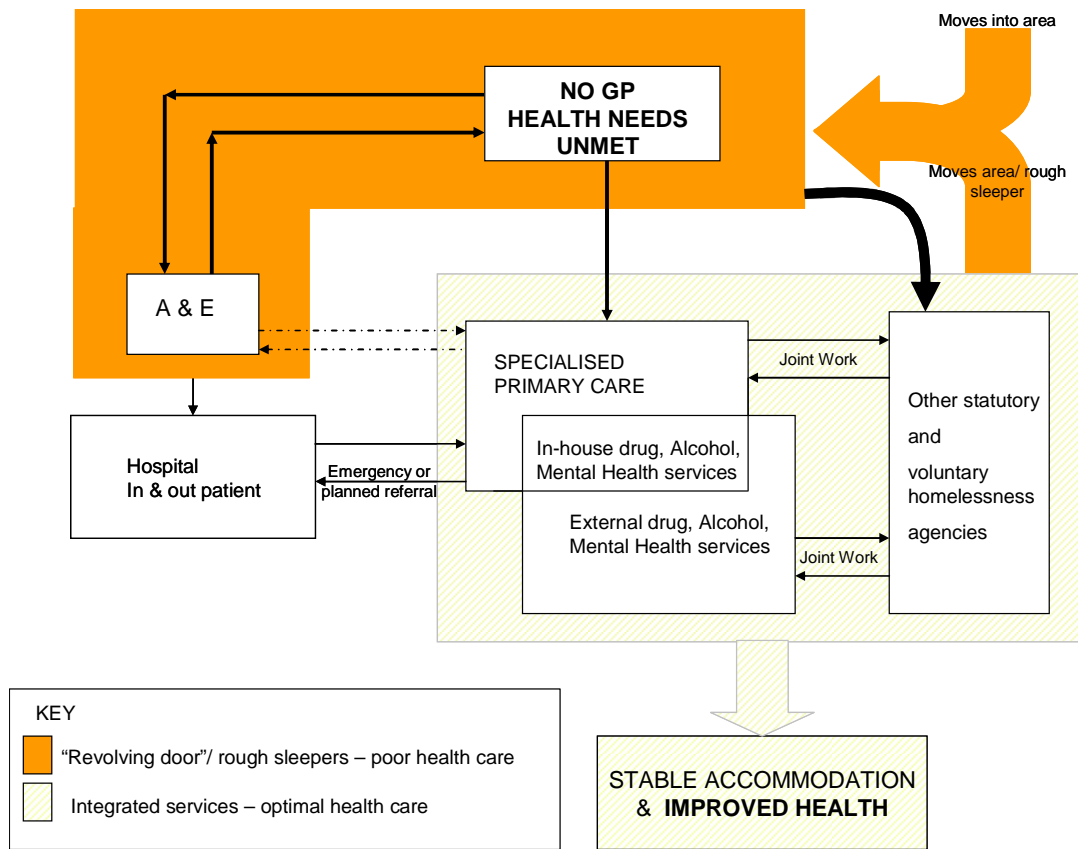 Moves into area
NO GP
HEALTH NEEDS
UNMET
Moves area/ rough
sleeper
A & E
SPECIALISED
PRIMARY CARE
Joint Work
Other statutory
and
voluntary
homelessness
agencies
Hospital
In & out patient
Emergency or
planned referral
In-house drug, Alcohol,
Mental Health services
External drug, Alcohol,
Mental Health services
Joint Work
KEY
“Revolving door”/ rough sleepers – poor health care
Integrated services – optimal health care
STABLE ACCOMMODATION
& IMPROVED HEALTH